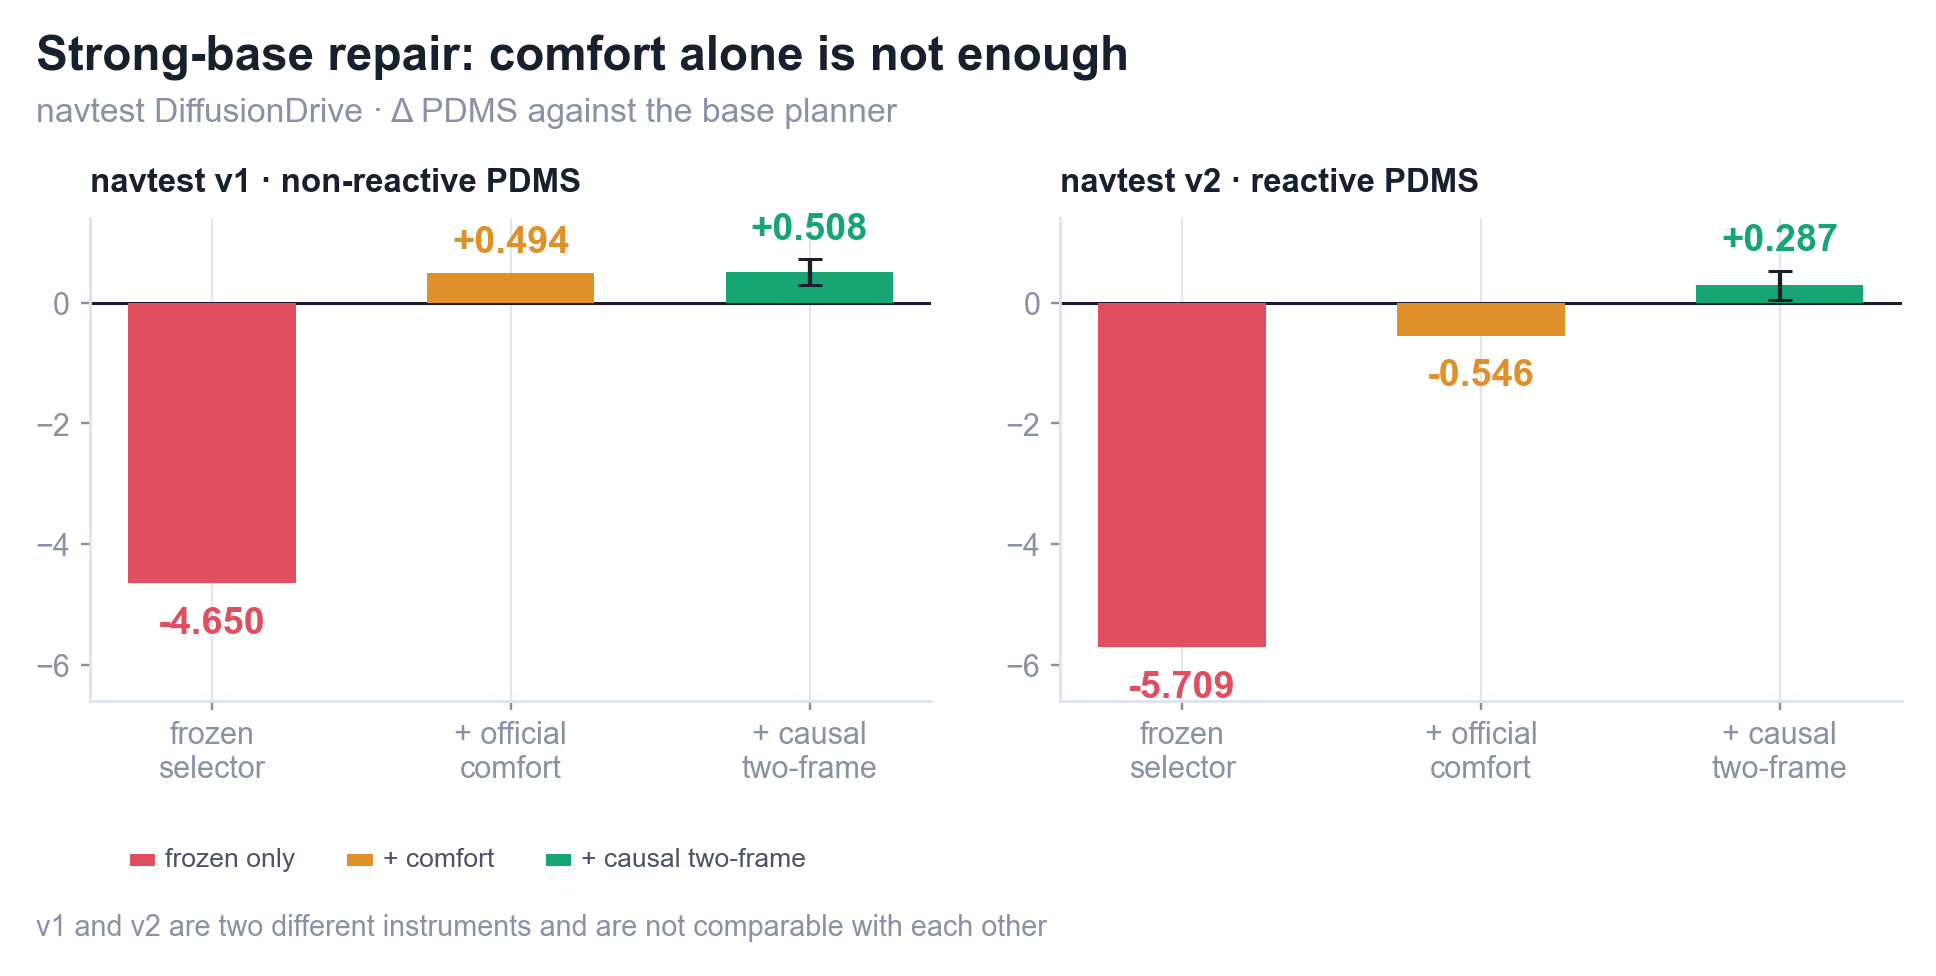 Strong-base repair: comfort alone is not enough
navtest DiffusionDrive · Δ PDMS against the base planner
navtest v1 · non-reactive PDMS
+0.494
+0.508
0
−2
−4
−6
-4.650
frozen
selector
+ official
comfort
+ causal
two-frame
navtest v2 · reactive PDMS
+0.287
0
-0.546
−2
−4
−6
-5.709
frozen
selector
+ official
comfort
+ causal
two-frame
frozen only
+ comfort
+ causal two-frame
v1 and v2 are two different instruments and are not comparable with each other